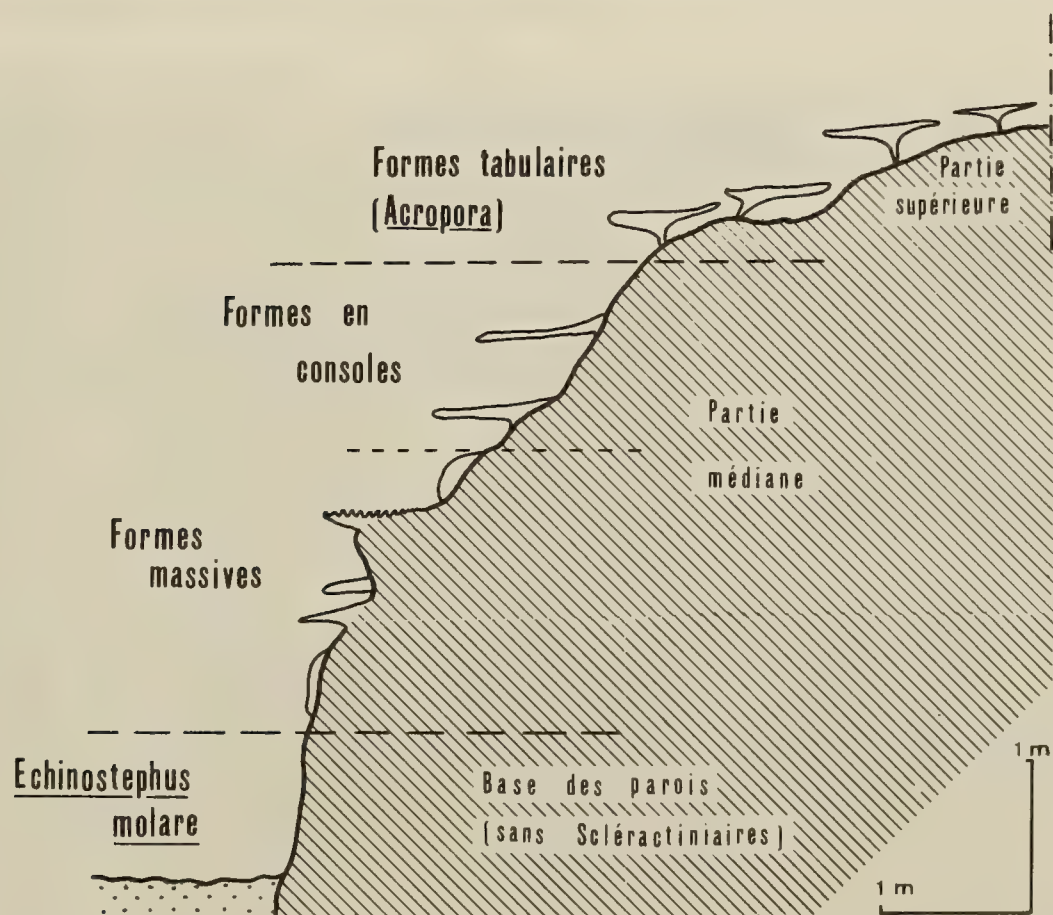 Formes tabulaires
(Acropora)
Partie
supérieure
Formes en
consoles
Partie
médiane
Formes
massives
Echinostephus
molare
Base des parois
(sans Scléractiniaires)
1 m
1 m